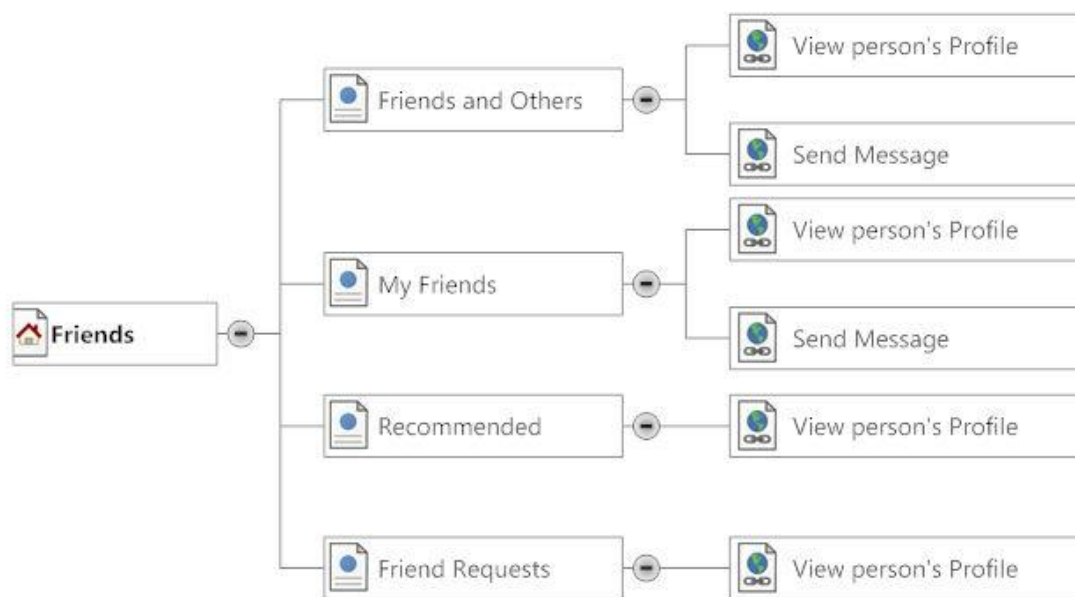 Friends
Friends and Others
View person's Profile
Send Message
My Friends
View person's Profile
Send Message
Recommended
View person's Profile
Friend Requests
View person's Profile